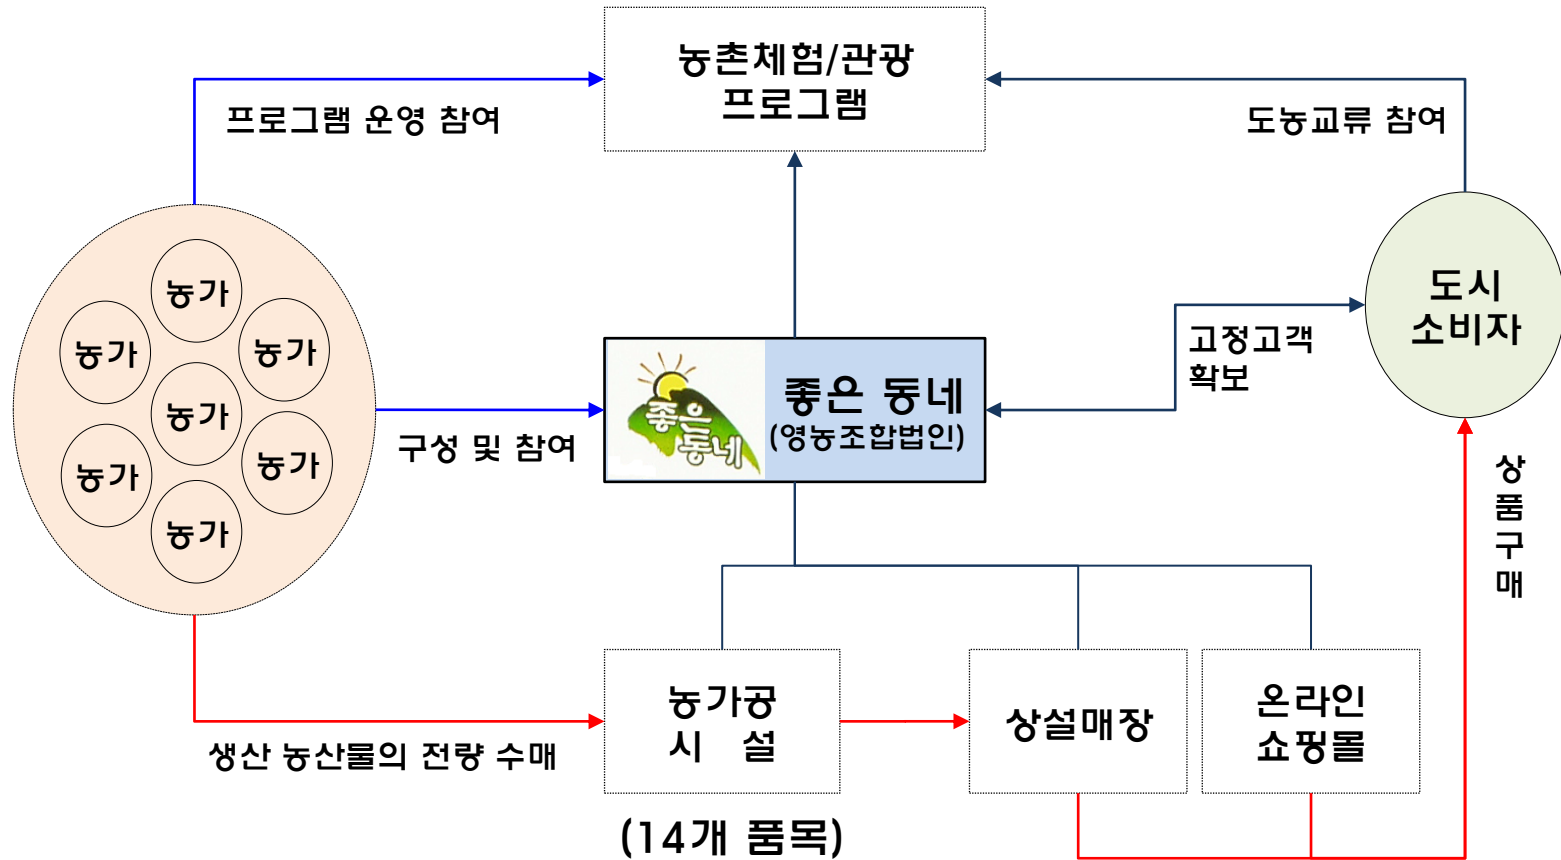 농촌체험/관광
프로그램
프로그램 운영 참여
도농교류 참여
농가
농가
농가
농가
농가
농가
농가
도시
소비자
고정고객
확보
좋은
동네
좋은 동네
(영농조합법인)
구성 및 참여
상
품
구
매
농가공
시 설
상설매장
온라인
쇼핑몰
생산 농산물의 전량 수매
(14개 품목)